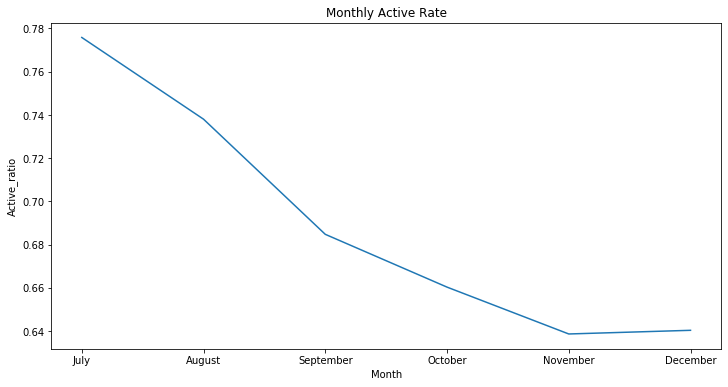 Monthly Active Rate
0.78
0.76
0.74
0.72
0.70
0.68
0.66
0.64
Active_ratio
July August September October November December
Month